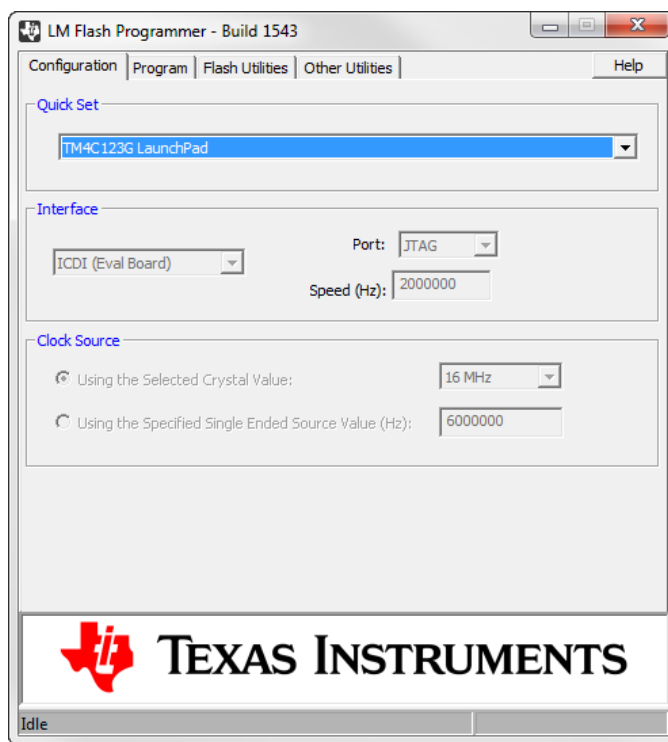 LM Flash Programmer - Build 1543
Configuration Program Flash Utilities Other Utilities Help
Quick Set
TM4C123G LaunchPad
Interface
ICDI (Eval Board)
Port: JTAG
Speed (Hz): 2000000
Clock Source
Using the Selected Crystal Value: 16 MHz
Using the Specified Single Ended Source Value (Hz): 6000000
TEXAS INSTRUMENTS
Idle